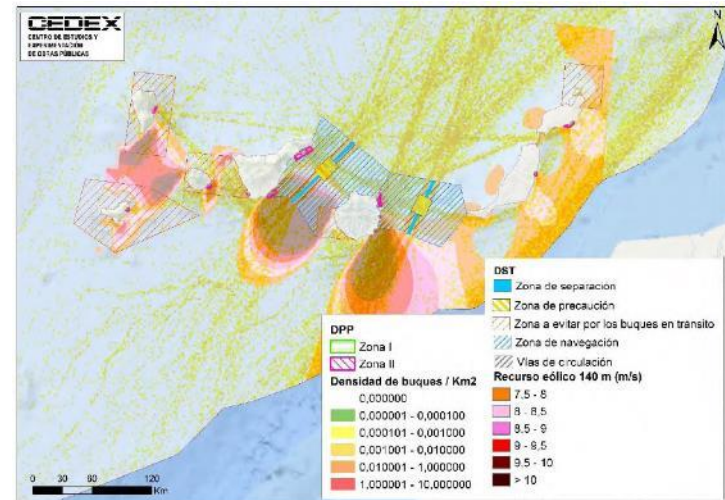 CEDEX
CENTRO DE ESTUDIOS Y
EXPERIMENTACIÓN
DE OBRAS PÚBLICAS
N
DPP
Zona I
Zona II
Densidad de buques / Km2
0,000000
0,000001 - 0,000100
0,000101 - 0,001000
0,001001 - 0,010000
0,010001 - 1,000000
1,000001 - 10,000000
DST
Zona de separación
Zona de precaución
Zona a evitar por los buques en tránsito
Zona de navegación
Vías de circulación
Recurso eólico 140 m (m/s)
7.5 - 8
8 - 8,5
8.5 - 9
9 - 9,5
9.5 - 10
> 10
0 30 60 90 120
Km